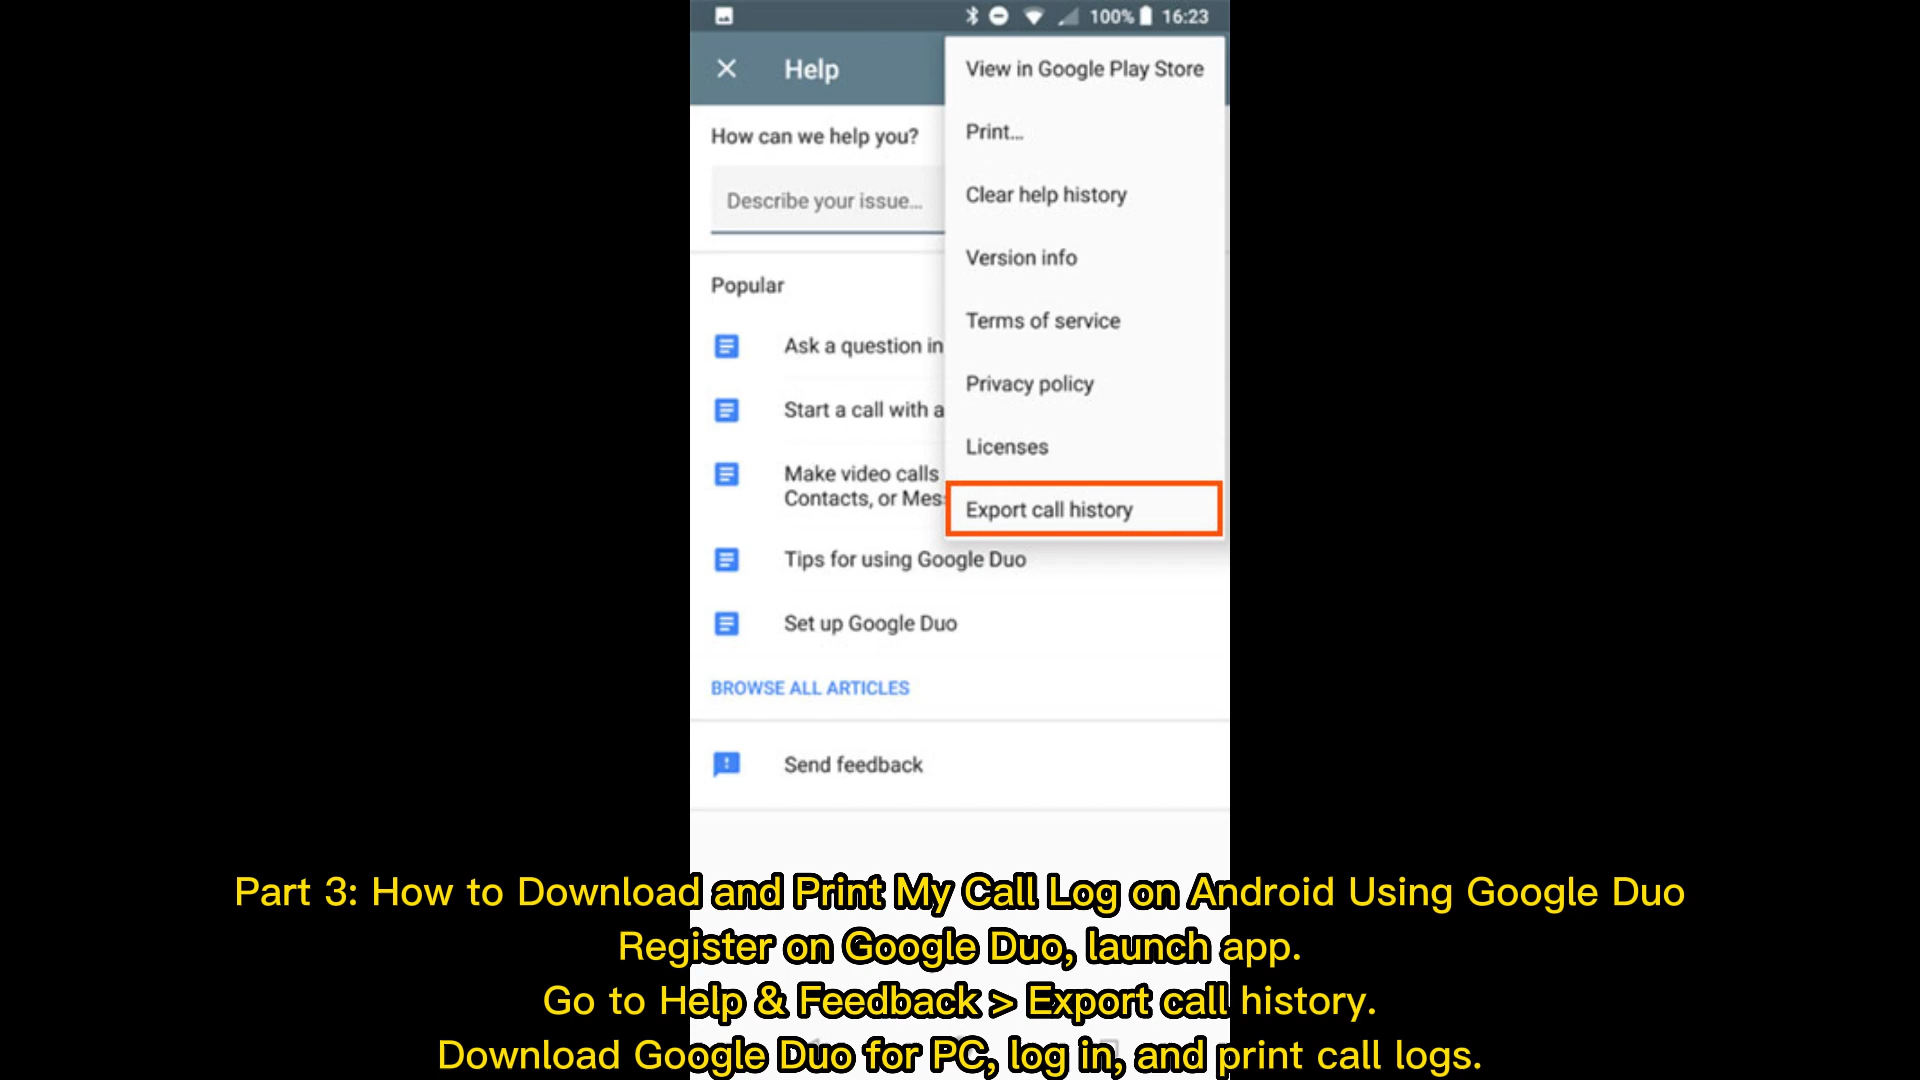 100% 16:23
Help
View in Google Play Store
Print...
Clear help history
Version info
Terms of service
Privacy policy
Licenses
Export call history
How can we help you?
Describe your issue...
Popular
Ask a question in
Start a call with a
Make video calls
Contacts, or Mes
Tips for using Google Duo
Set up Google Duo
BROWSE ALL ARTICLES
Send feedback
Part 3: How to Download and Print My Call Log on Android Using Google Duo
Register on Google Duo, launch app.
Go to Help & Feedback > Export call history.
Download Google Duo for PC, log in, and print call logs.